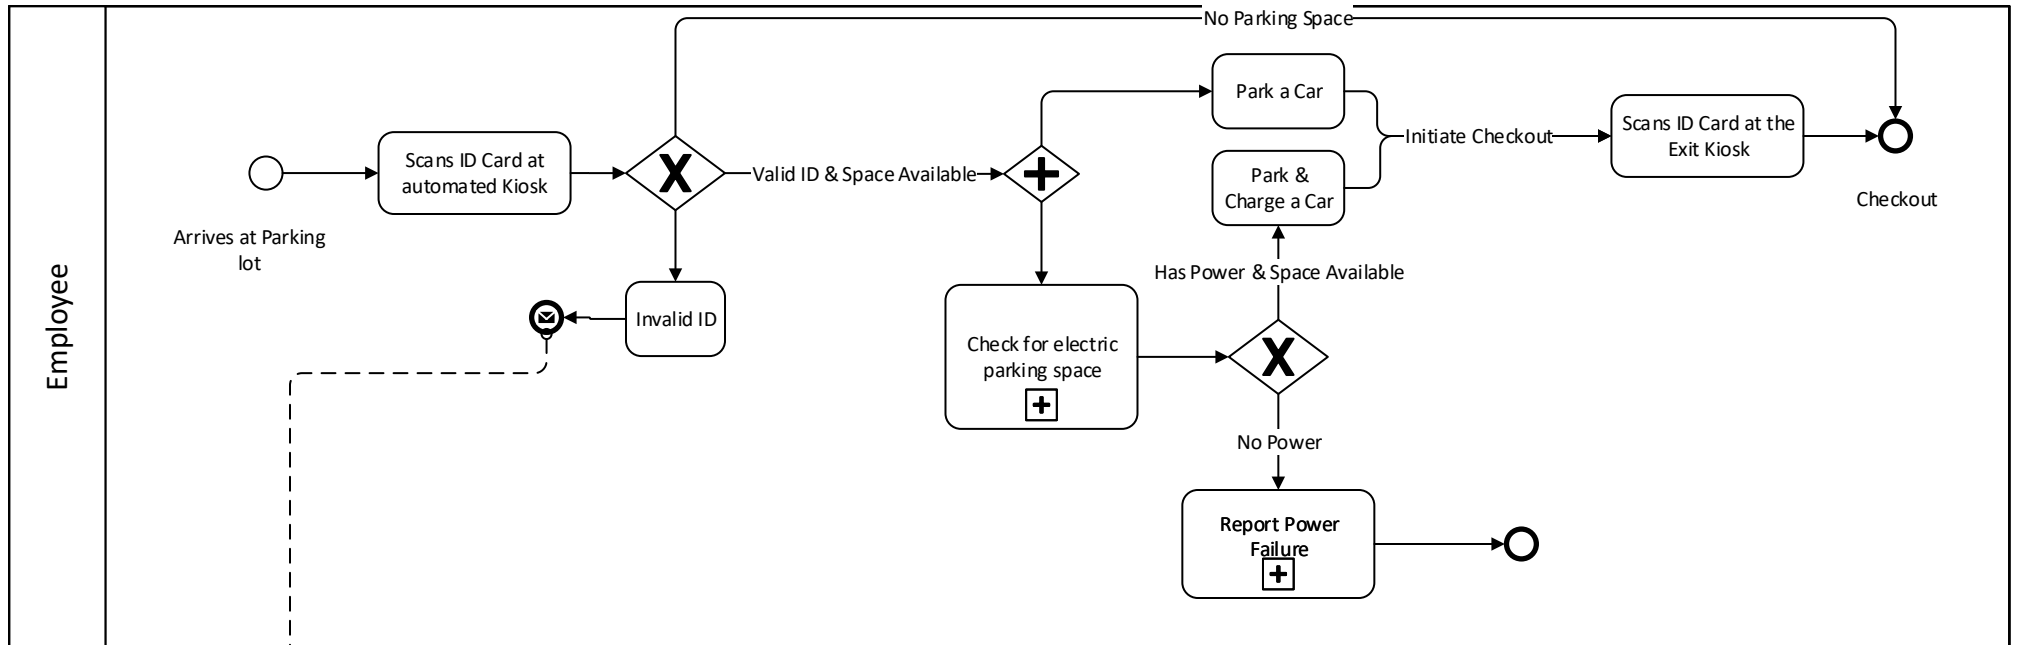 No Parking Space
Employee
Arrives at Parking
lot
Scans ID Card at
automated Kiosk
Valid ID & Space Available
Invalid ID
Park a Car
Park &
Charge a Car
Initiate Checkout
Scans ID Card at the
Exit Kiosk
Checkout
Has Power & Space Available
Check for electric
parking space
No Power
Report Power
Failure